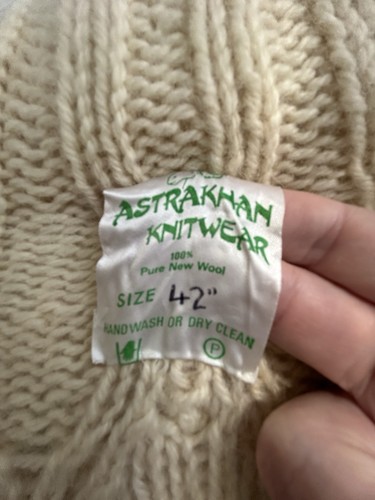 ASTRAKHAN
KNITWEAR
100%
Pure New Wool
SIZE 42"
HANDWASH OR DRY CLEAN
P